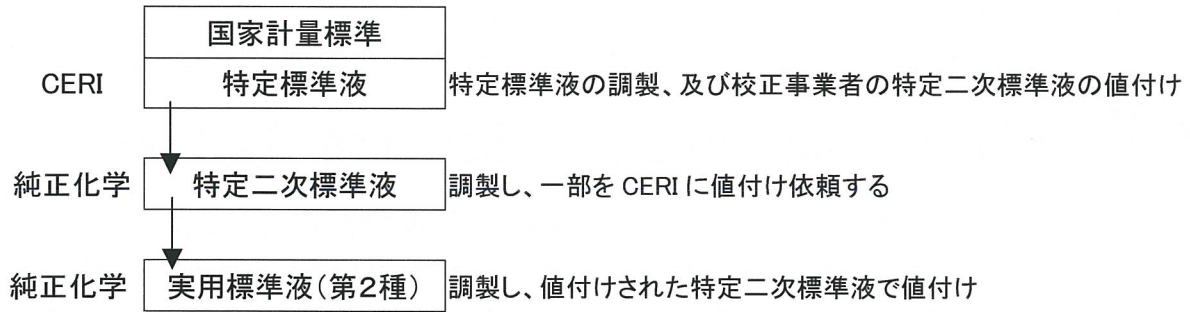 国家計量標準
CERI 特定標準液 特定標準液の調製、及び校正事業者の特定二次標準液の値付け
純正化学 特定二次標準液 調製し、一部を CERI に値付け依頼する
純正化学 実用標準液(第2種) 調製し、値付けされた特定二次標準液で値付け